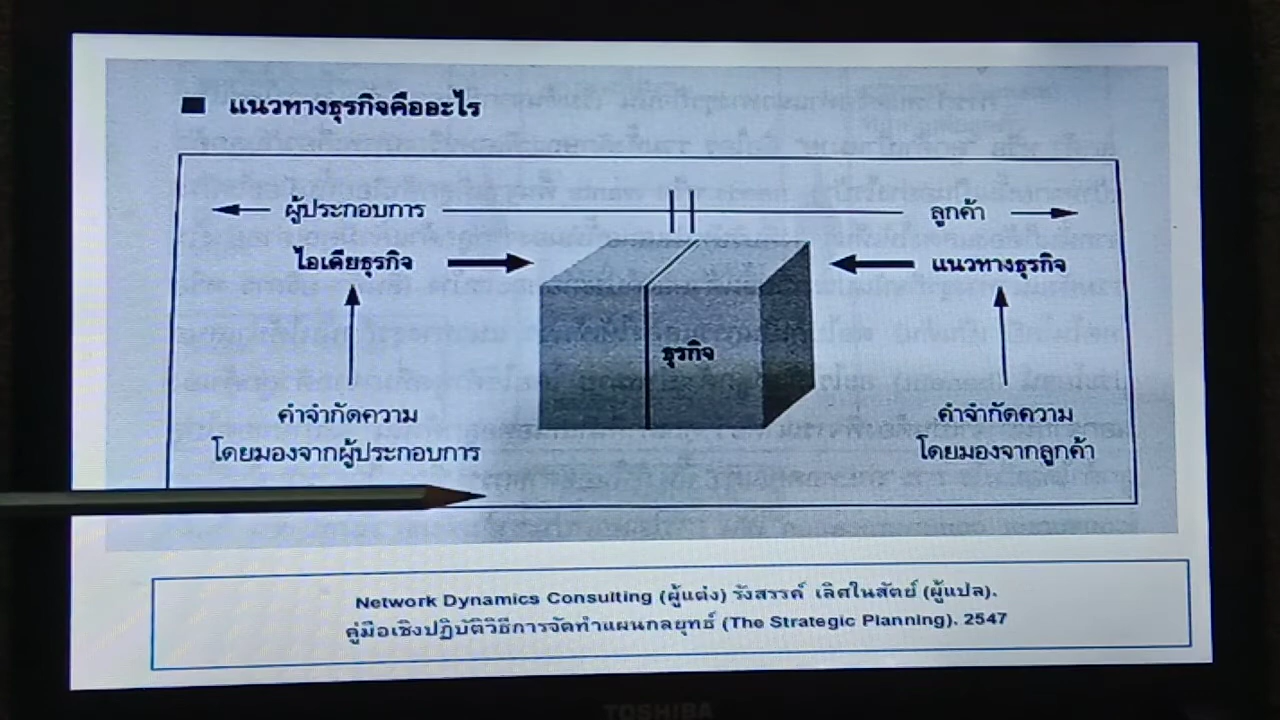 ■ แนวทางธุรกิจคืออะไร
ผู้ประกอบการ ลูกค้า
ไอเดียธุรกิจ แนวทางธุรกิจ
ธุรกิจ
คำจำกัดความ คำจำกัดความ
โดยมองจากผู้ประกอบการ โดยมองจากลูกค้า
Network Dynamics Consulting (ผู้แต่ง) รังสรรค์ เลิศในสัตย์ (ผู้แปล).
คู่มือเชิงปฏิบัติวิธีการจัดทำแผนกลยุทธ์ (The Strategic Planning). 2547
TOSHIBA